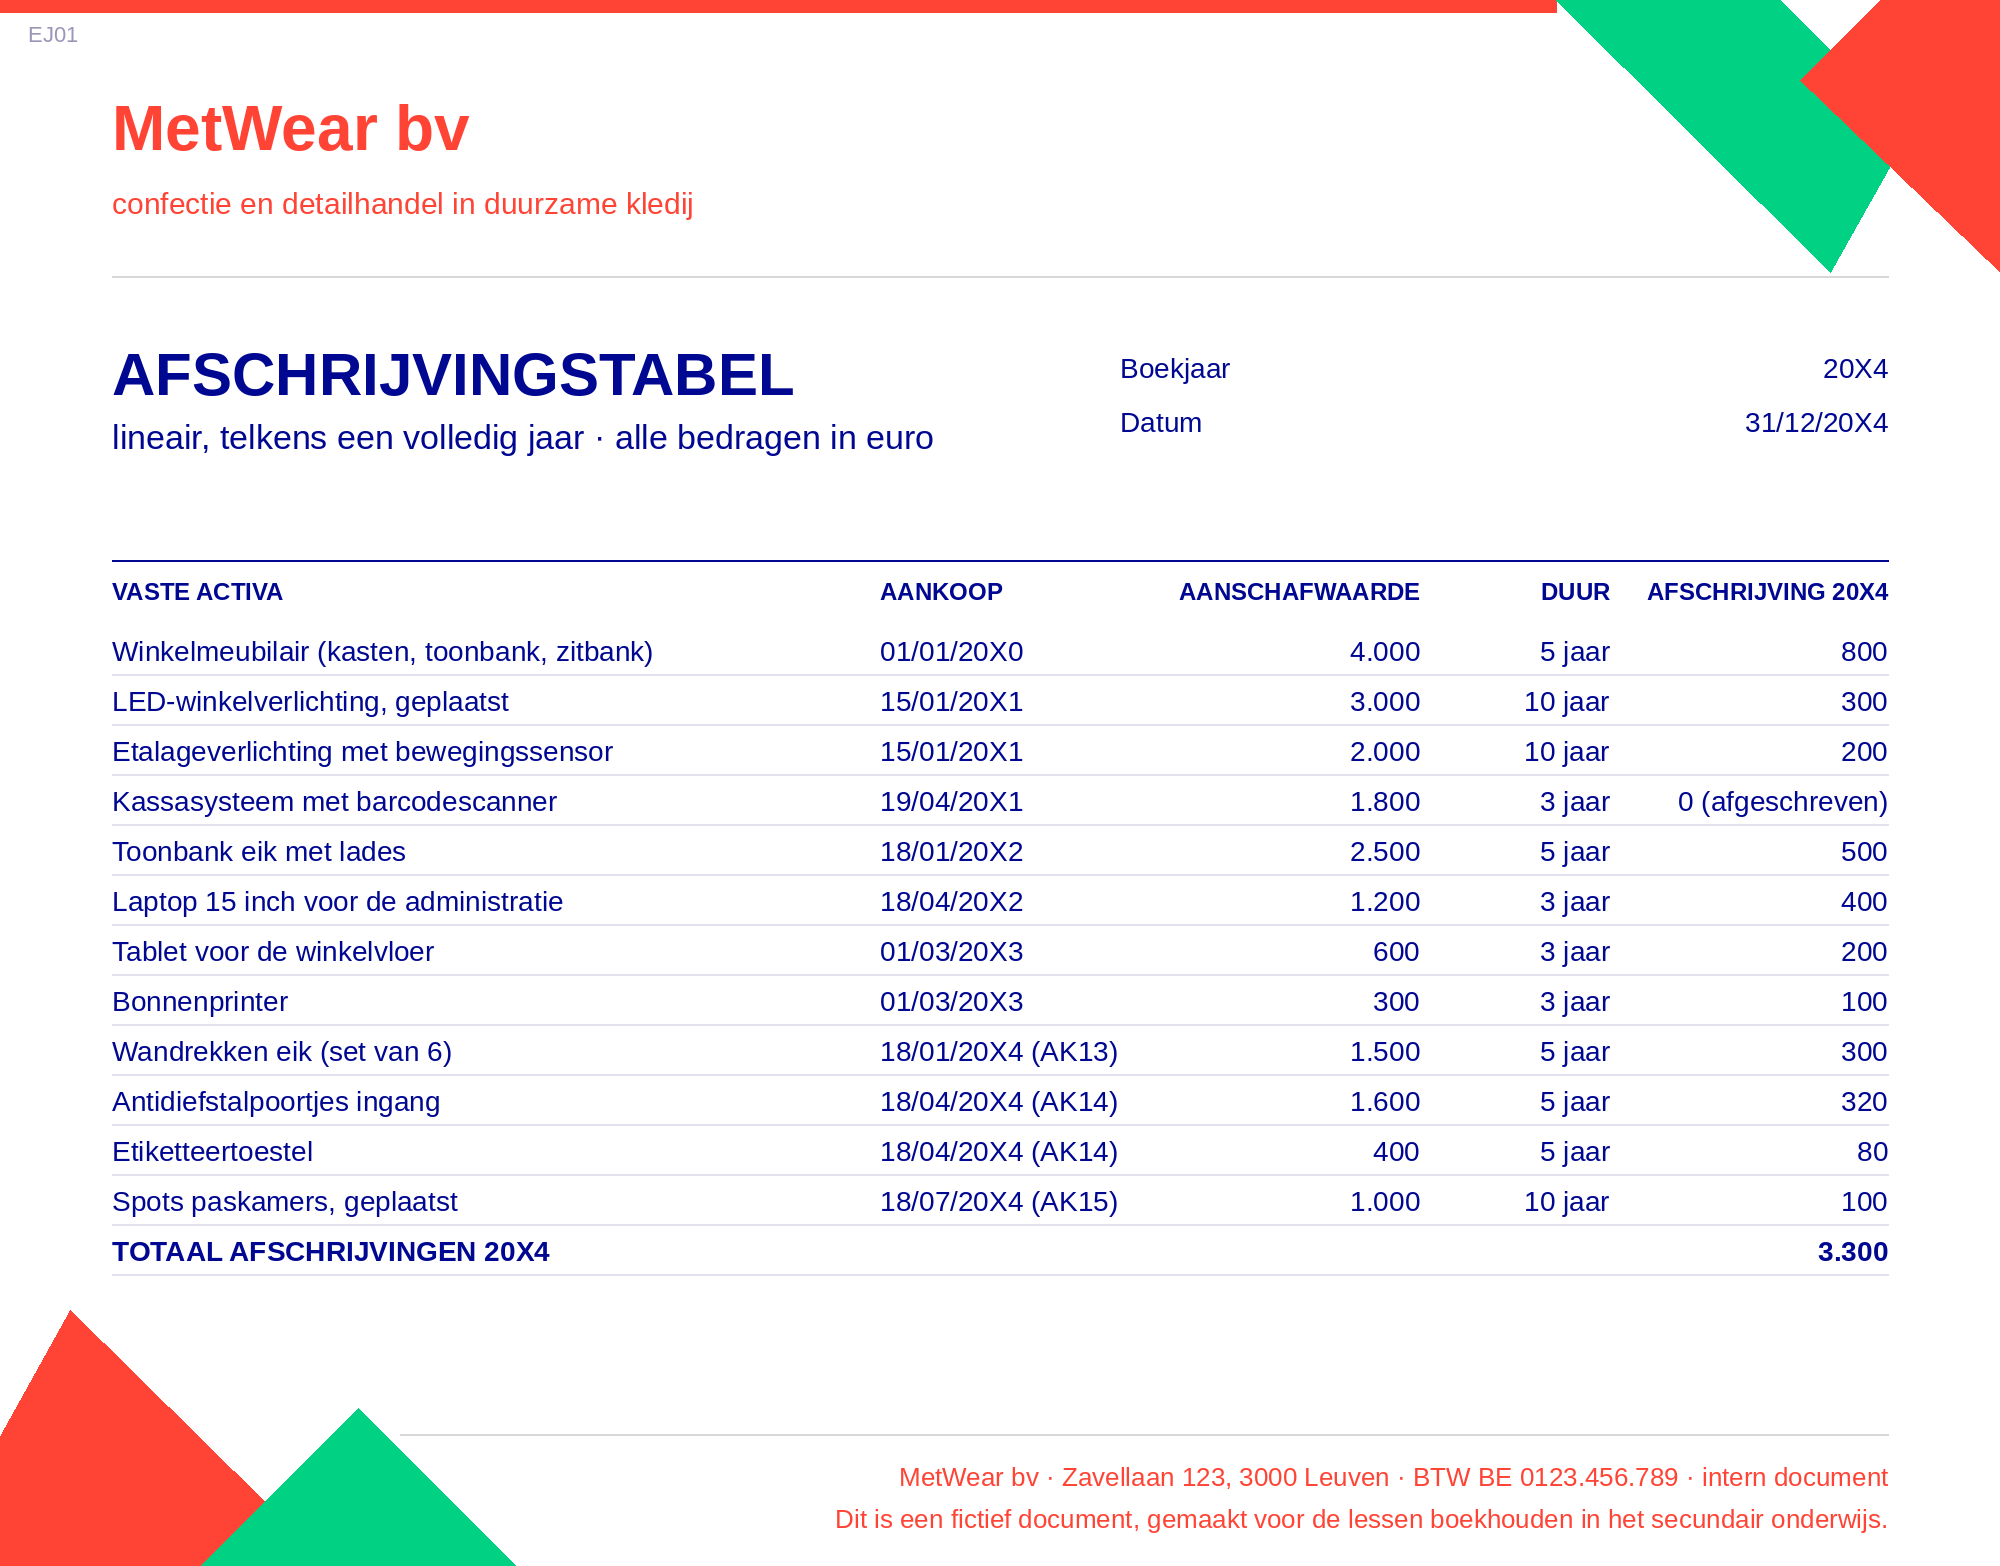 EJ01
MetWear bv
confectie en detailhandel in duurzame kledij
AFSCHRIJVINGSTABEL
lineair, telkens een volledig jaar · alle bedragen in euro
Boekjaar 20X4
Datum 31/12/20X4
VASTE ACTIVA AANKOOP AANSCHAFWAARDE DUUR AFSCHRIJVING 20X4
Winkelmeubilair (kasten, toonbank, zitbank) 01/01/20X0 4.000 5 jaar 800
LED-winkelverlichting, geplaatst 15/01/20X1 3.000 10 jaar 300
Etalageverlichting met bewegingssensor 15/01/20X1 2.000 10 jaar 200
Kassasysteem met barcodescanner 19/04/20X1 1.800 3 jaar 0 (afgeschreven)
Toonbank eik met lades 18/01/20X2 2.500 5 jaar 500
Laptop 15 inch voor de administratie 18/04/20X2 1.200 3 jaar 400
Tablet voor de winkelvloer 01/03/20X3 600 3 jaar 200
Bonnenprinter 01/03/20X3 300 3 jaar 100
Wandrekken eik (set van 6) 18/01/20X4 (AK13) 1.500 5 jaar 300
Antidiefstalpoortjes ingang 18/04/20X4 (AK14) 1.600 5 jaar 320
Etiketteertoestel 18/04/20X4 (AK14) 400 5 jaar 80
Spots paskamers, geplaatst 18/07/20X4 (AK15) 1.000 10 jaar 100
TOTAAL AFSCHRIJVINGEN 20X4 3.300
MetWear bv · Zavellaan 123, 3000 Leuven · BTW BE 0123.456.789 · intern document
Dit is een fictief document, gemaakt voor de lessen boekhouden in het secundair onderwijs.